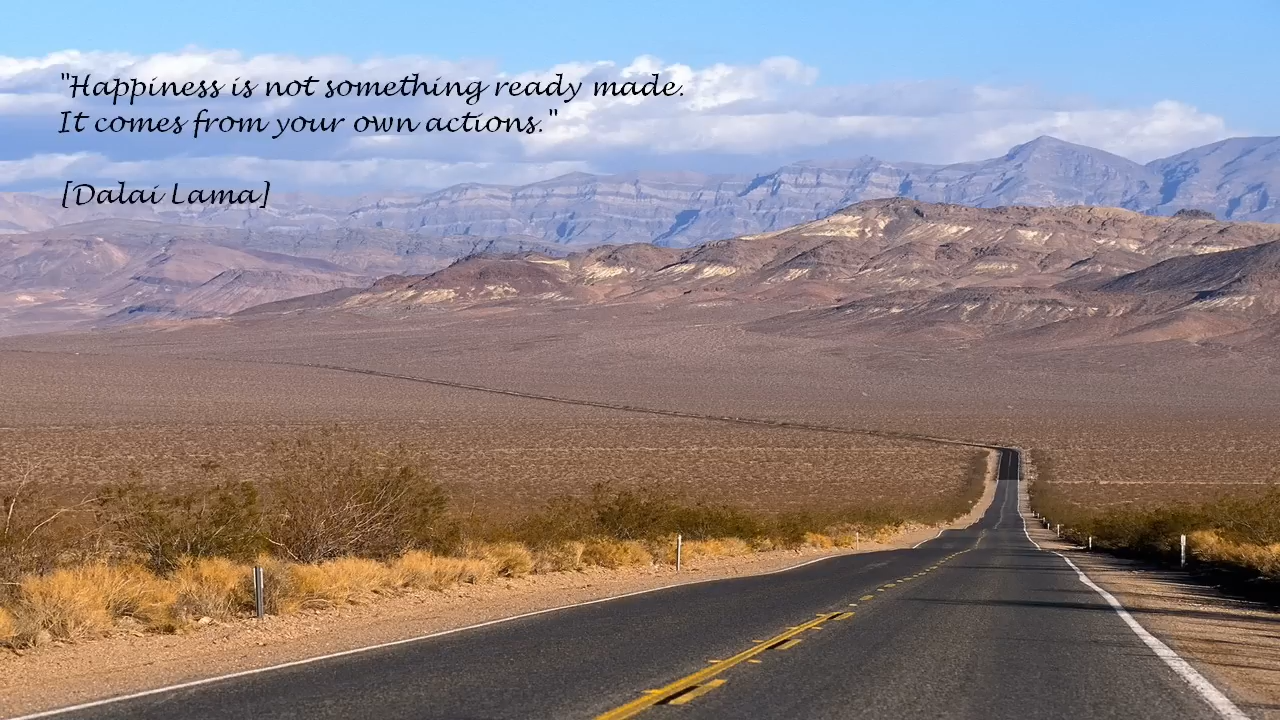 "Happiness is not something ready made.
It comes from your own actions."
[Dalai Lama]